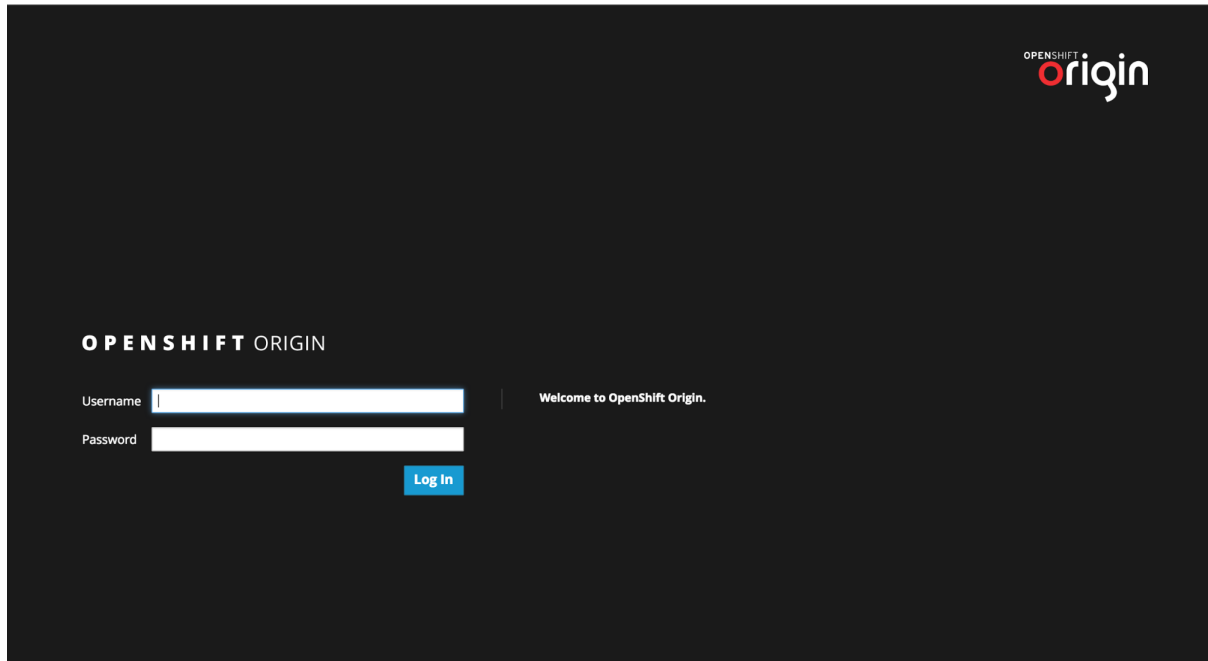 OPENSHIFT
origin
OPENSHIFT ORIGIN
Username
Welcome to OpenShift Origin.
Password
Log In